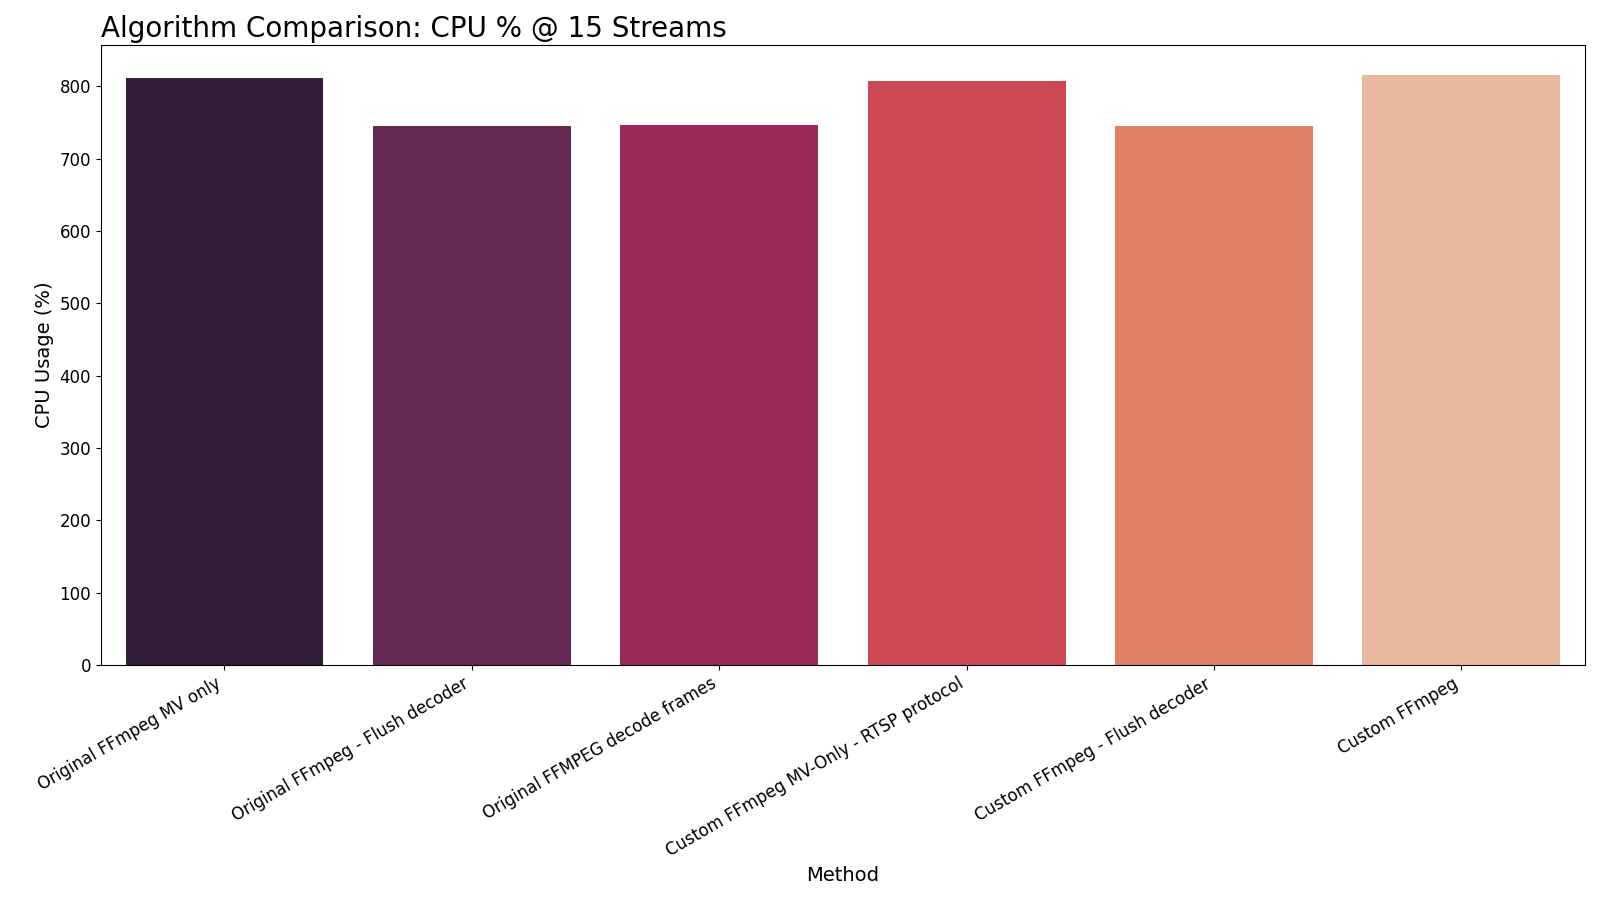 Algorithm Comparison: CPU % @ 15 Streams
CPU Usage (%)
800
700
600
500
400
300
200
100
0
Original FFmpeg MV only
Original FFmpeg - Flush decoder
Original FFMPEG decode frames
Custom FFmpeg MV-Only - RTSP protocol
Custom FFmpeg - Flush decoder
Custom FFmpeg
Method